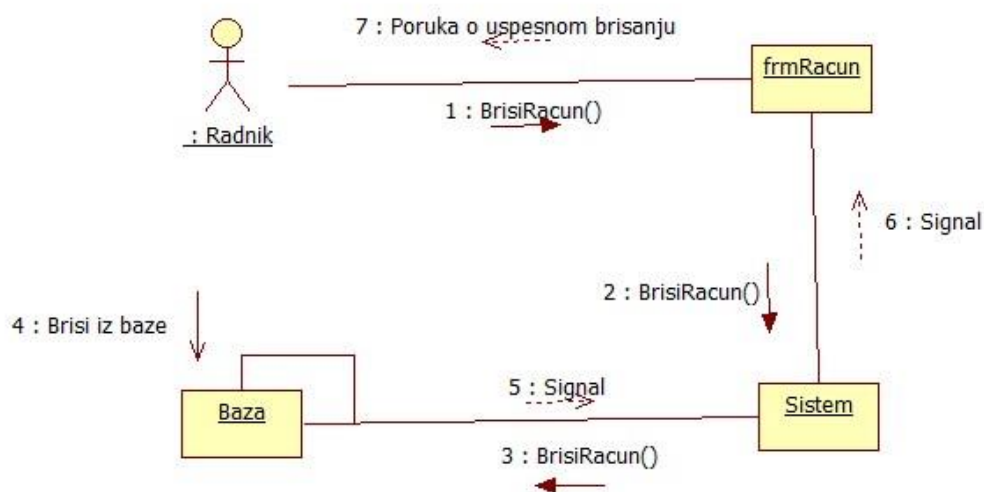 7 : Poruka o uspesnom brisanju
frmRacun
1 : BrisiRacun()
: Radnik
6 : Signal
2 : BrisiRacun()
4 : Brisi iz baze
5 : Signal
Baza
Sistem
3 : BrisiRacun()